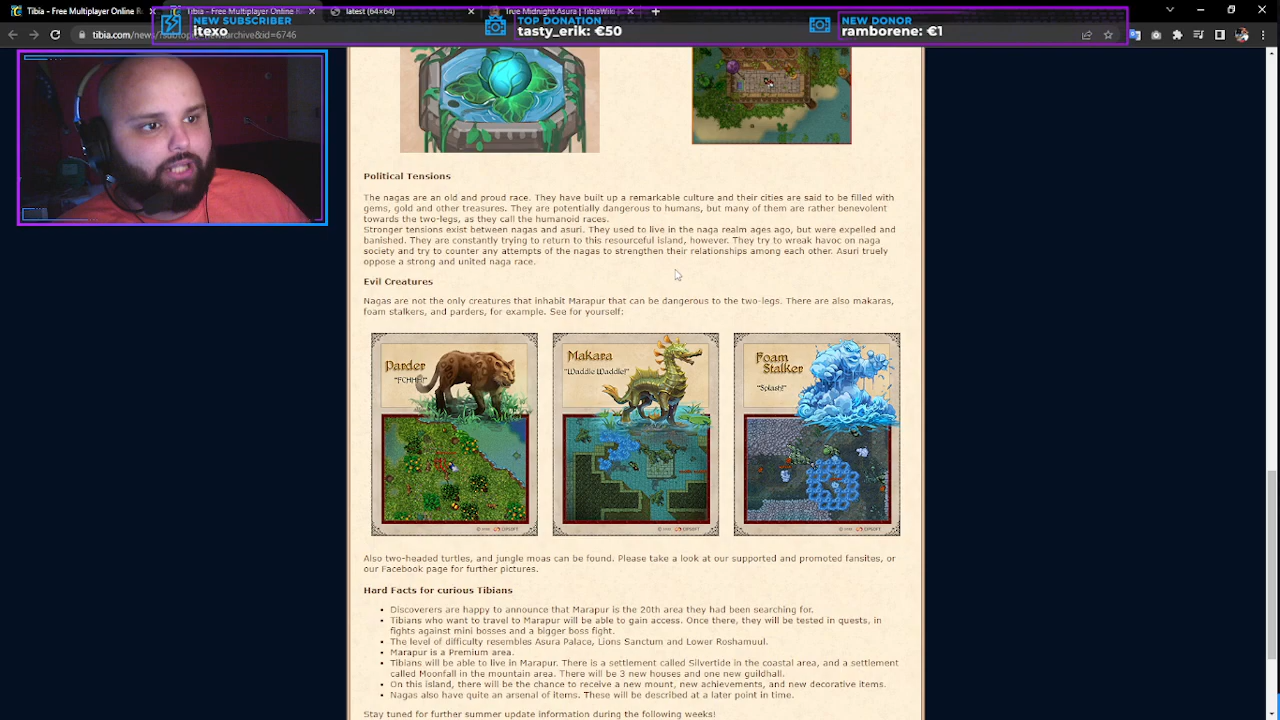 Tibia – Free Multiplayer Online R
Tibia - Free Multiplayer Online R
latest (64×64)
True Midnight Asura | TibiaWiki
NEW SUBSCRIBER
itexo
TOP DONATION
tasty_erik: €50
NEW DONOR
ramborene: €1
Political Tensions
The nagas are an old and proud race. They have built up a remarkable culture and their cities are said to be filled with
gems, gold and other treasures. They are potentially dangerous to humans, but many of them are rather benevolent
towards the two-legs, as they call the humanoid races.
Stronger tensions exist between nagas and asuri. They used to live in the naga realm ages ago, but were expelled and
banished. They are constantly trying to return to this resourceful island, however. They try to wreak havoc on naga
society and try to counter any attempts of the nagas to strengthen their relationships among each other. Asuri truely
oppose a strong and united naga race.
Evil Creatures
Nagas are not the only creatures that inhabit Marapur that can be dangerous to the two-legs. There are also makaras,
foam stalkers, and parders, for example. See for yourself:
Parder
Makara
"Waddle Waddle!"
Foam
Stalker
"Splash!"
CIPSOFT
CIPSOFT
CIPSOFT
Also two-headed turtles, and jungle moas can be found. Please take a look at our supported and promoted fansites, or
our Facebook page for further pictures.
Hard Facts for curious Tibians
• Discoverers are happy to announce that Marapur is the 20th area they had been searching for.
• Tibians who want to travel to Marapur will be able to gain access. Once there, they will be tested in quests, in
fights against mini bosses and a bigger boss fight.
• The level of difficulty resembles Asura Palace, Lions Sanctum and Lower Roshamuul.
• Marapur is a Premium area.
• Tibians will be able to live in Marapur. There is a settlement called Silvertide in the coastal area, and a settlement
called Moonfall in the mountain area. There will be 3 new houses and one new guildhall.
• On this island, there will be the chance to receive a new mount, new achievements, and new decorative items.
• Nagas also have quite an arsenal of items. These will be described at a later point in time.
Stay tuned for further summer update information during the following weeks!